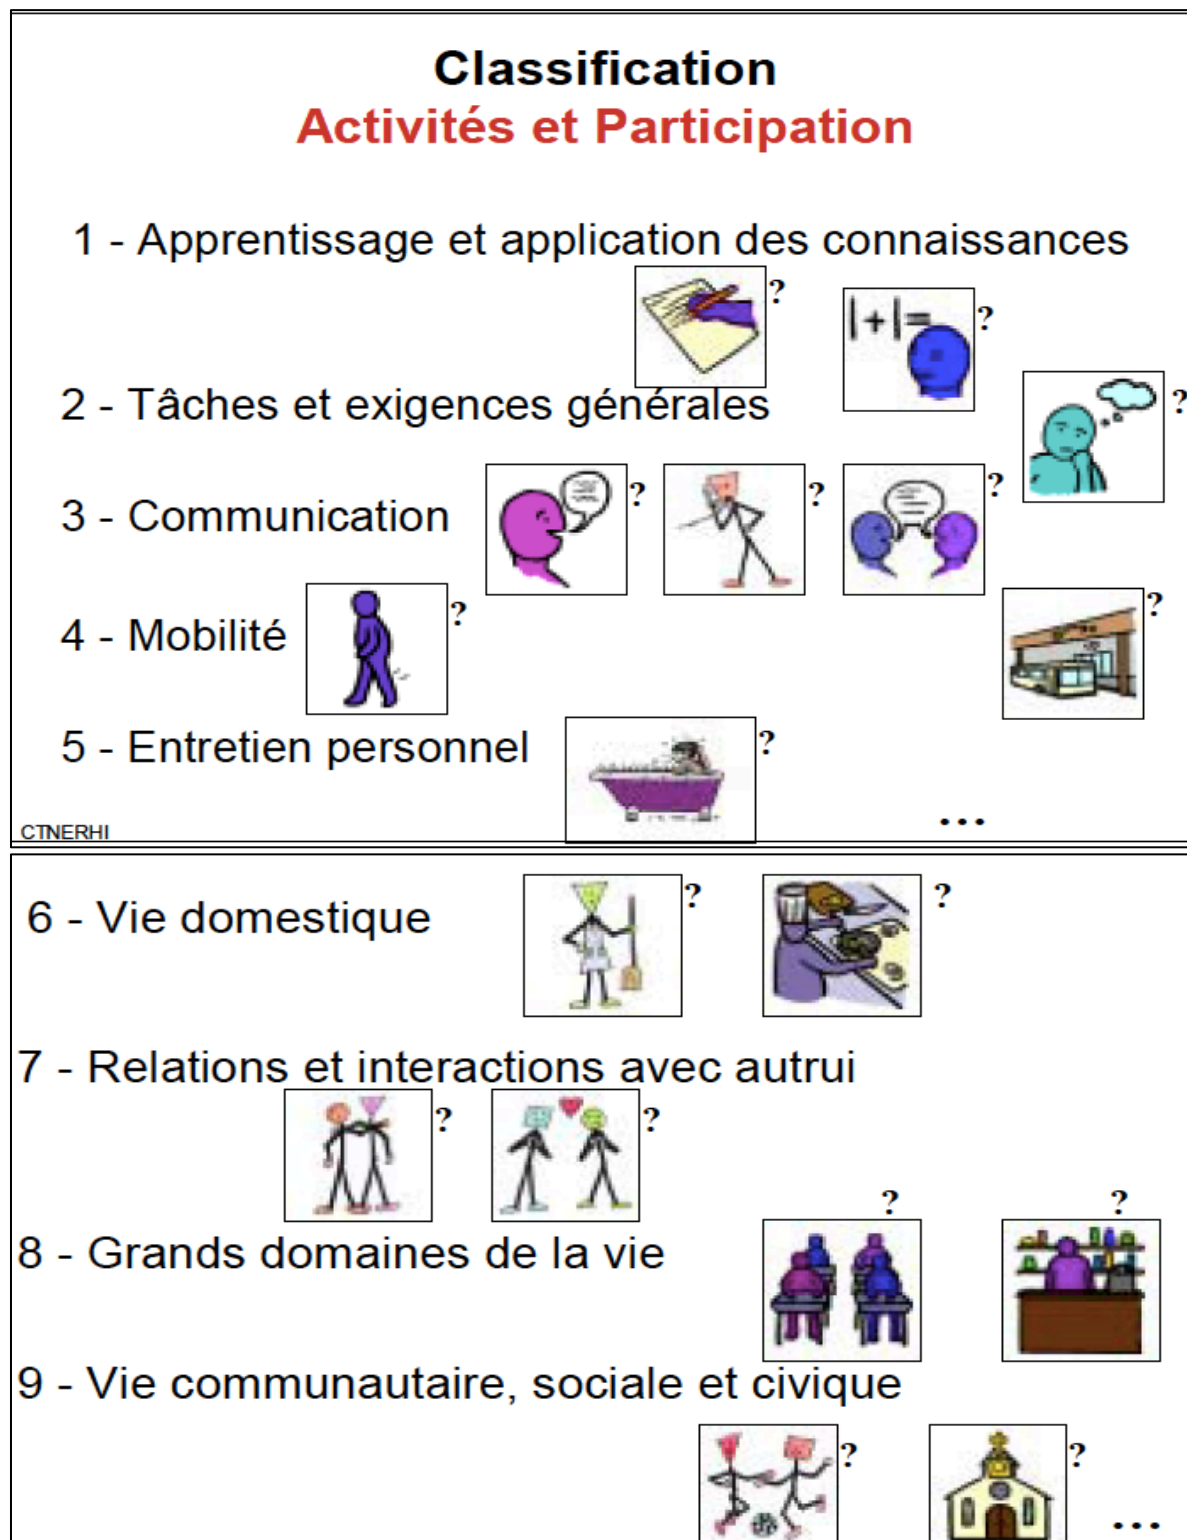 Classification
Activités et Participation
1 - Apprentissage et application des connaissances
?
|+|=
?
2 - Tâches et exigences générales
?
3 - Communication
?
?
?
4 - Mobilité
?
?
5 - Entretien personnel
?
...
CTNERHI
6 - Vie domestique
?
?
7 - Relations et interactions avec autrui
?
?
8 - Grands domaines de la vie
?
?
9 - Vie communautaire, sociale et civique
?
?
...